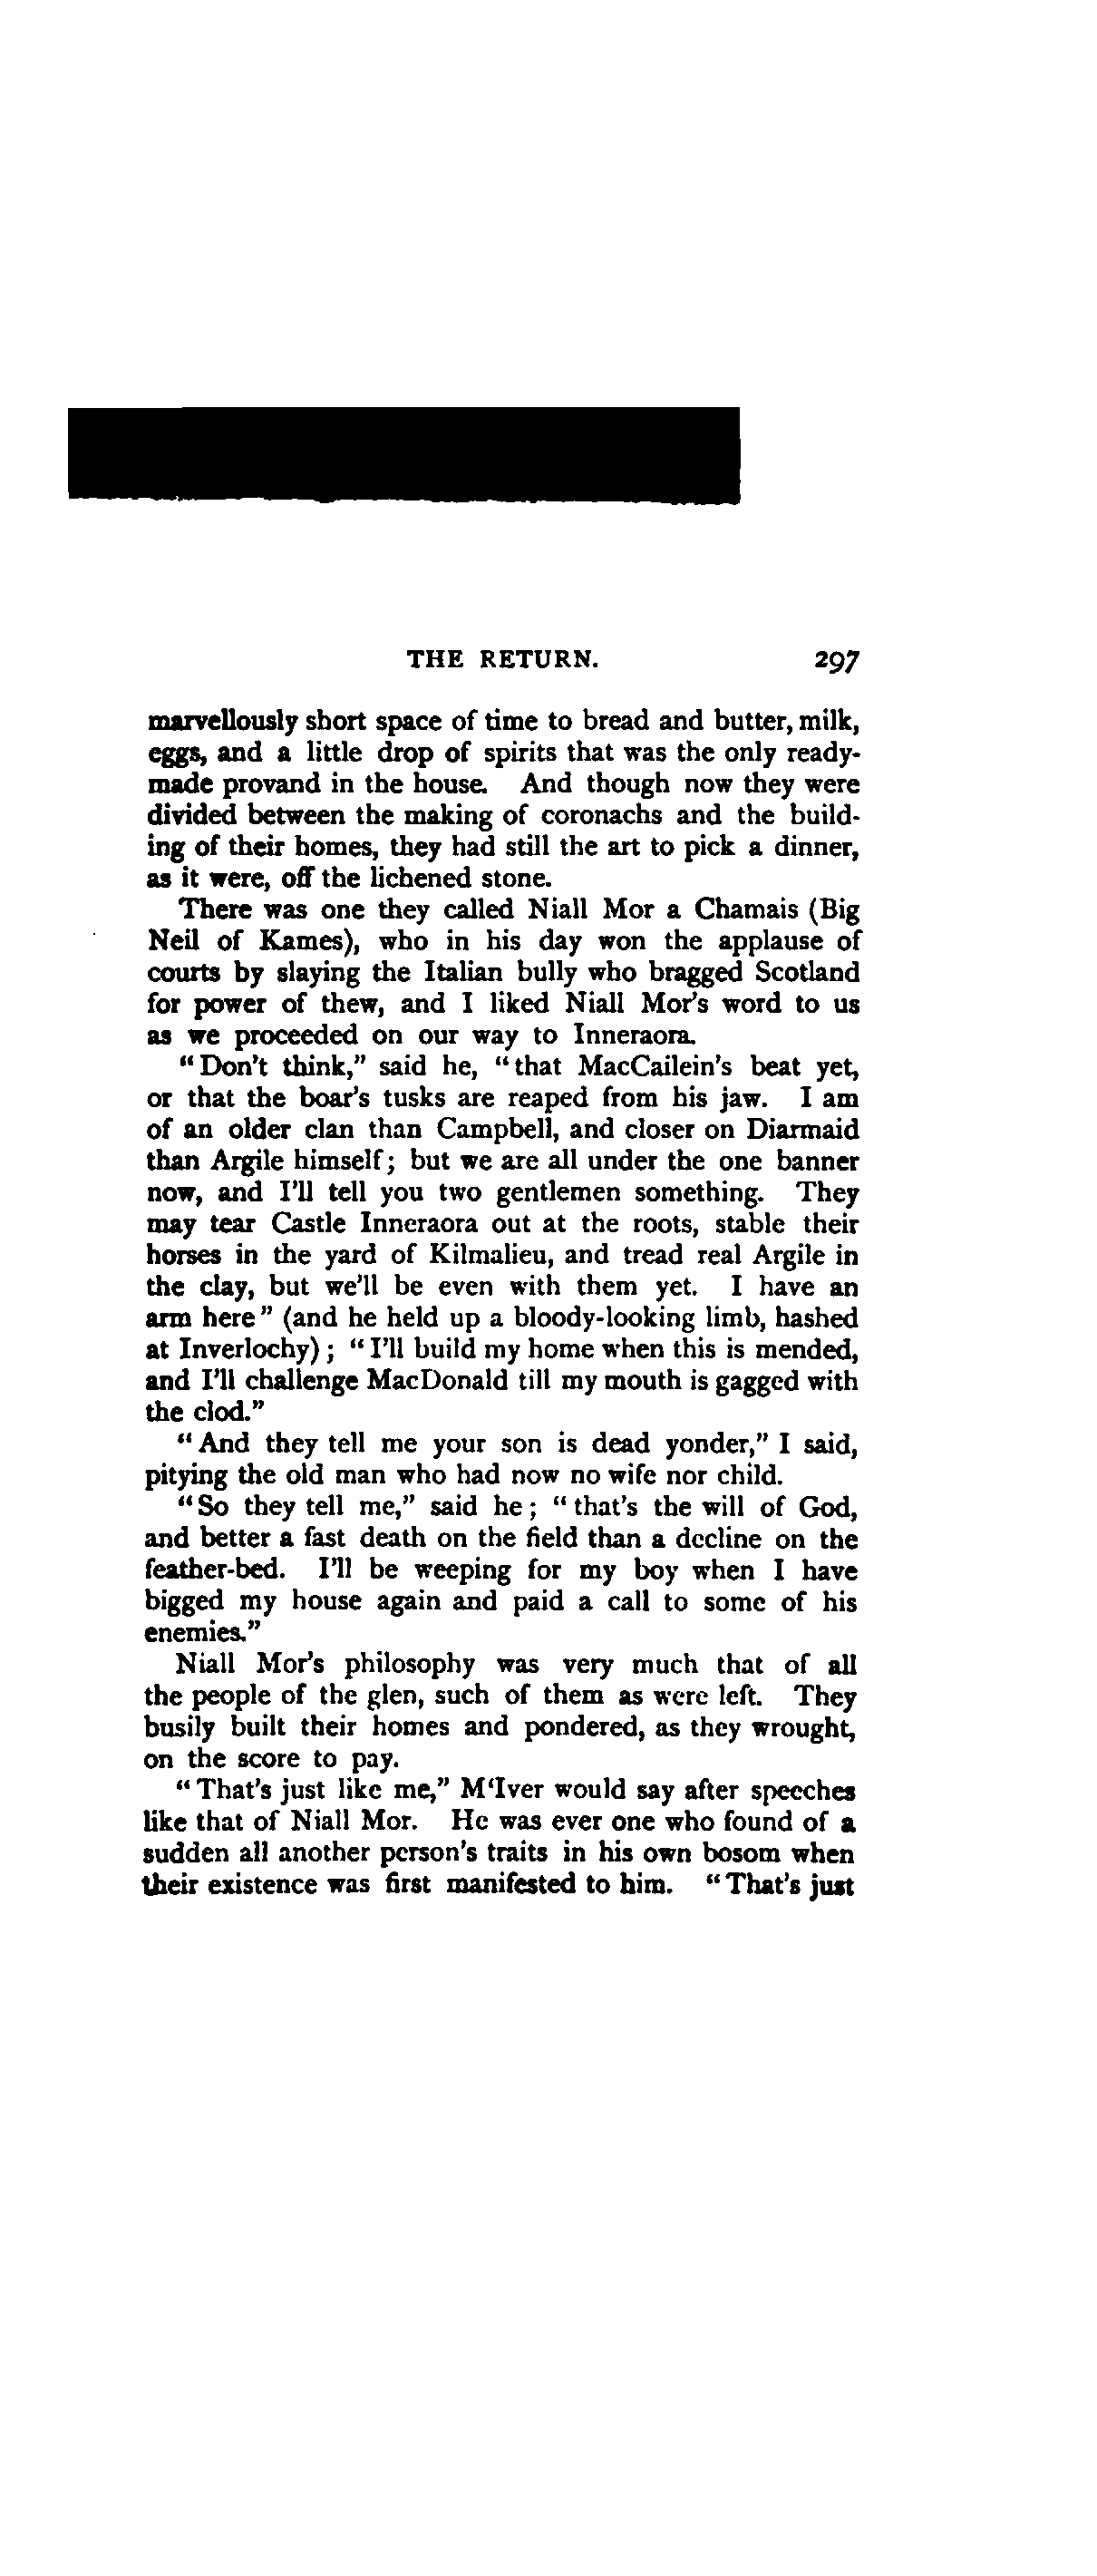 THE RETURN. 297
marvellously short space of time to bread and butter, milk,
eggs, and a little drop of spirits that was the only ready-
made provand in the house. And though now they were
divided between the making of coronachs and the build-
ing of their homes, they had still the art to pick a dinner,
as it were, off the lichened stone.
There was one they called Niall Mor a Chamais (Big
Neil of Kames), who in his day won the applause of
courts by slaying the Italian bully who bragged Scotland
for power of thew, and I liked Niall Mor's word to us
as we proceeded on our way to Inneraora.
"Don't think," said he, "that MacCailein's beat yet,
or that the boar's tusks are reaped from his jaw. I am
of an older clan than Campbell, and closer on Diarmaid
than Argile himself; but we are all under the one banner
now, and I'll tell you two gentlemen something. They
may tear Castle Inneraora out at the roots, stable their
horses in the yard of Kilmalieu, and tread real Argile in
the clay, but we'll be even with them yet. I have an
arm here" (and he held up a bloody-looking limb, hashed
at Inverlochy); "I'll build my home when this is mended,
and I'll challenge MacDonald till my mouth is gagged with
the clod."
"And they tell me your son is dead yonder," I said,
pitying the old man who had now no wife nor child.
"So they tell me," said he; "that's the will of God,
and better a fast death on the field than a decline on the
feather-bed. I'll be weeping for my boy when I have
bigged my house again and paid a call to some of his
enemies."
Niall Mor's philosophy was very much that of all
the people of the glen, such of them as were left. They
busily built their homes and pondered, as they wrought,
on the score to pay.
"That's just like me," M'Iver would say after speeches
like that of Niall Mor. He was ever one who found of a
sudden all another person's traits in his own bosom when
their existence was first manifested to him. "That's just